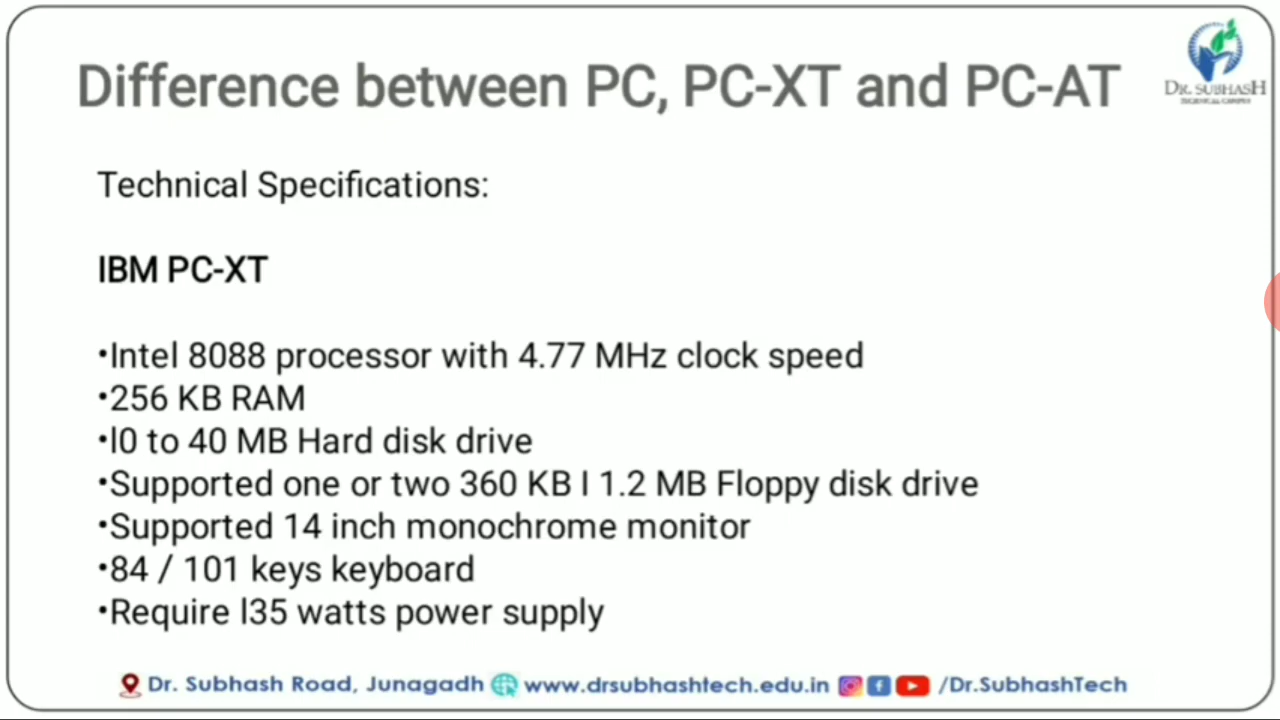 Difference between PC, PC-XT and PC-AT
DR. SUBHASH
TECHNICAL CAMPUS
Technical Specifications:
IBM PC-XT
•Intel 8088 processor with 4.77 MHz clock speed
•256 KB RAM
•l0 to 40 MB Hard disk drive
•Supported one or two 360 KB I 1.2 MB Floppy disk drive
•Supported 14 inch monochrome monitor
•84 / 101 keys keyboard
•Require l35 watts power supply
Dr. Subhash Road, Junagadh www.drsubhashtech.edu.in /Dr.SubhashTech